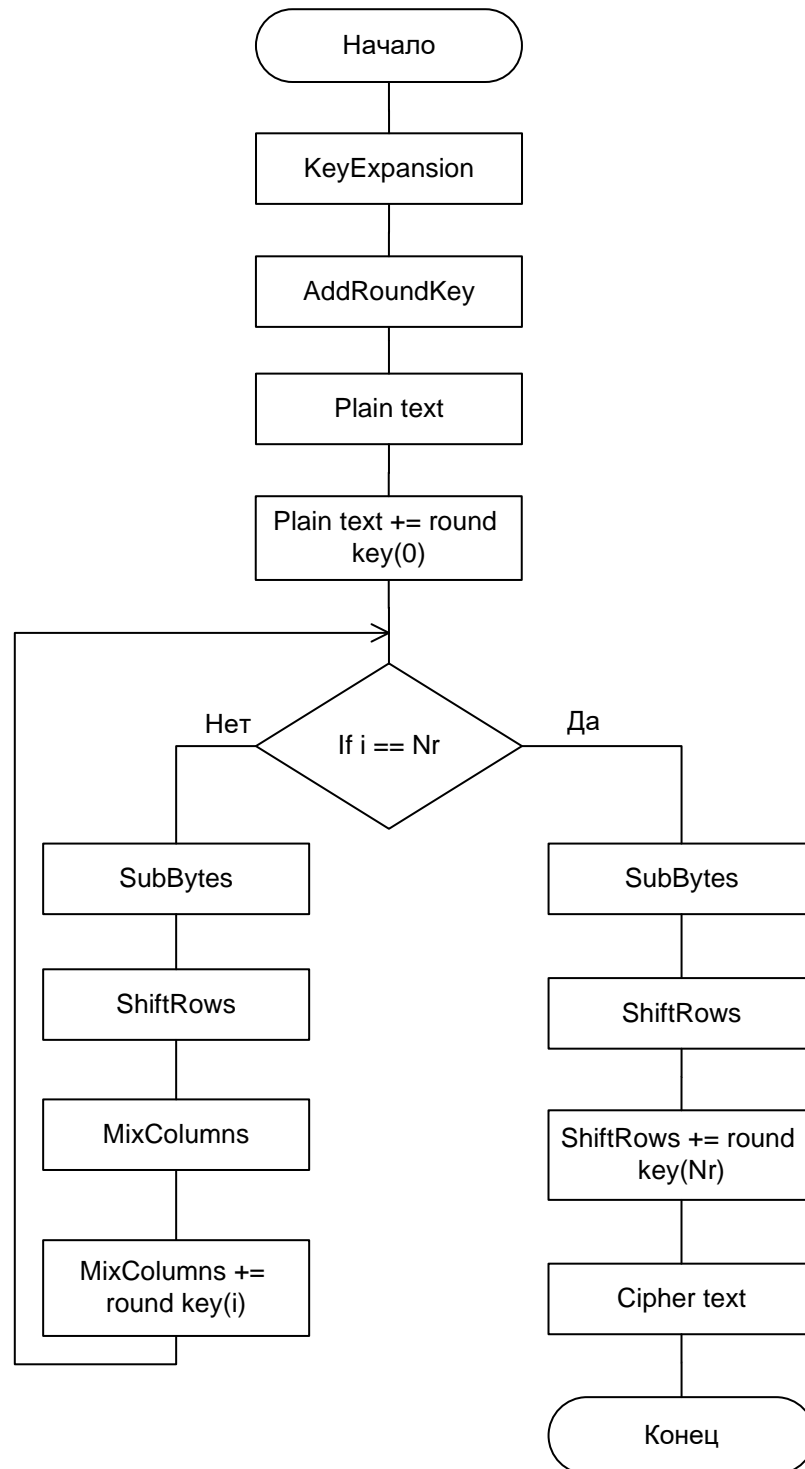 Начало
KeyExpansion
AddRoundKey
Plain text
Plain text += round
key(0)
If i == Nr
Нет
Да
SubBytes
ShiftRows
MixColumns
MixColumns +=
round key(i)
SubBytes
ShiftRows
ShiftRows += round
key(Nr)
Cipher text
Конец